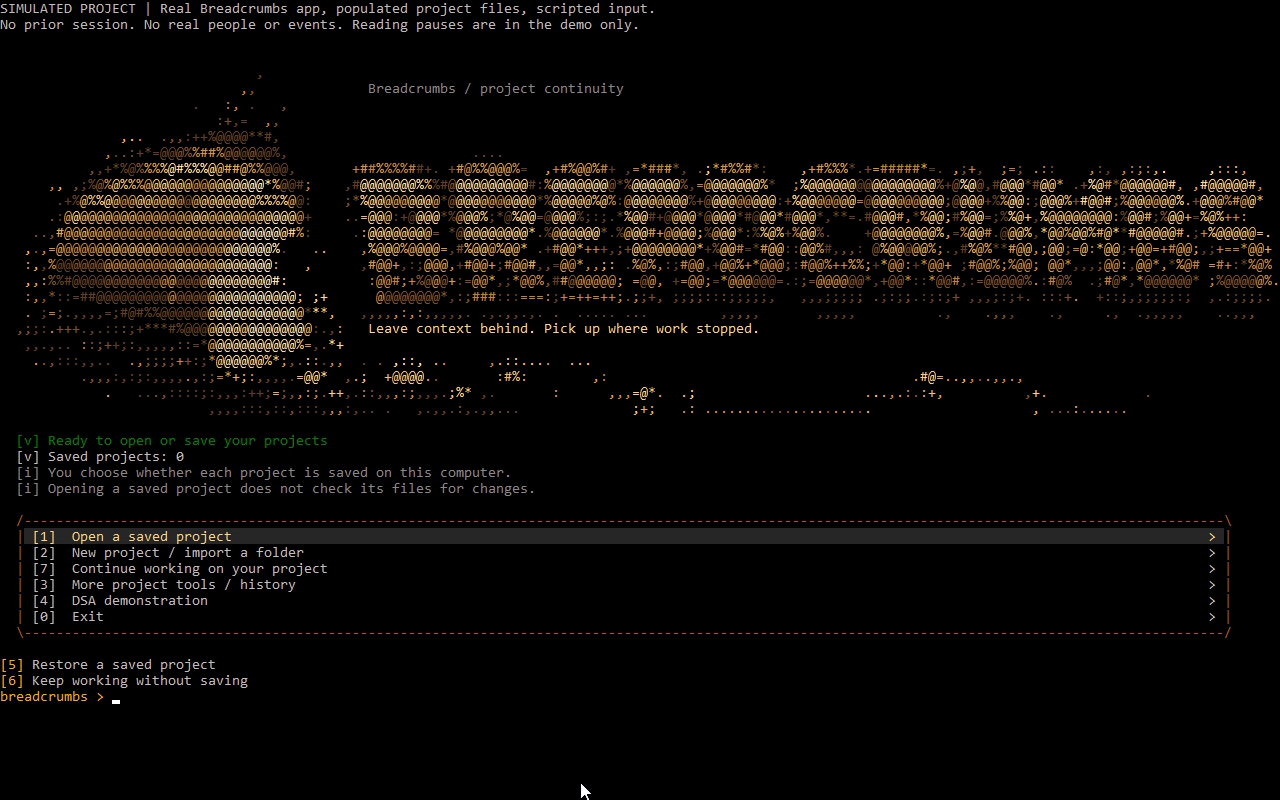 SIMULATED PROJECT | Real Breadcrumbs app, populated project files, scripted input.
No prior session. No real people or events. Reading pauses are in the demo only.
Breadcrumbs / project continuity
BREADCRUMBS
Leave context behind. Pick up where work stopped.
[v] Ready to open or save your projects
[v] Saved projects: 0
[i] You choose whether each project is saved on this computer.
[i] Opening a saved project does not check its files for changes.
[1] Open a saved project >
[2] New project / import a folder >
[7] Continue working on your project >
[3] More project tools / history >
[4] DSA demonstration >
[0] Exit >
[5] Restore a saved project
[6] Keep working without saving
breadcrumbs >